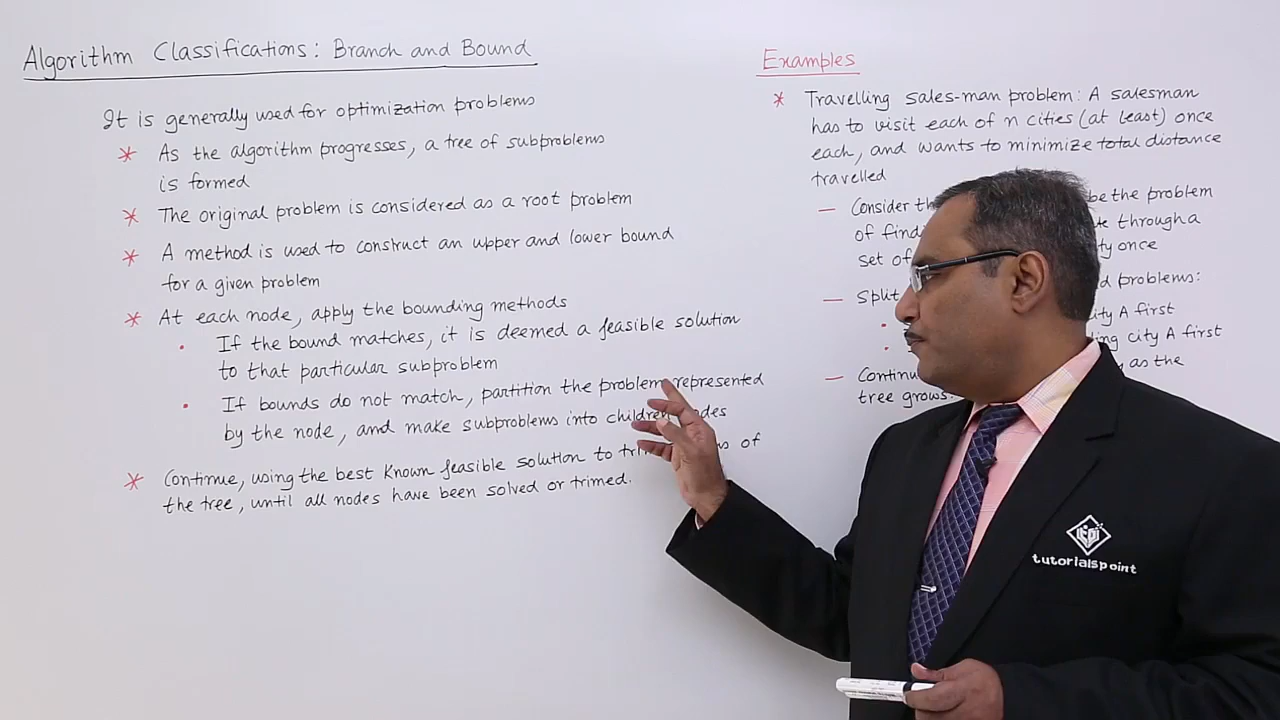 Algorithm Classifications: Branch and Bound
It is generally used for optimization problems
* As the algorithm progresses, a tree of subproblems
is formed
* The original problem is considered as a root problem
* A method is used to construct an upper and lower bound
for a given problem
* At each node, apply the bounding methods
• If the bound matches, it is deemed a feasible solution
to that particular subproblem
• If bounds do not match, partition the problem represented
by the node, and make subproblems into children nodes
* Continue, using the best known feasible solution to of
the tree, until all nodes have been solved or trimed.
Examples
* Travelling sales-man problem: A salesman
has to visit each of n cities (at least) once
each, and wants to minimize total distance
travelled
— Consider be the problem
of through a
set of once
— Split problems:
• city A first
• city A first
— as the
tree grows.
tutorialspoint